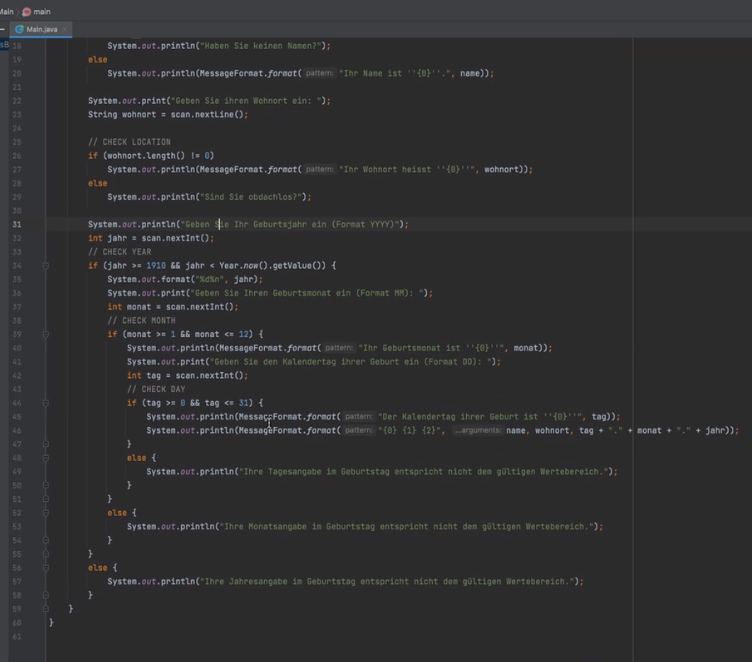 Main
main
Main.java
18 System.out.println("Haben Sie keinen Namen?");
19 else
20 System.out.println(MessageFormat.format( pattern: "Ihr Name ist ''{0}''.", name));
21
22 System.out.print("Geben Sie ihren Wohnort ein: ");
23 String wohnort = scan.nextLine();
24
25 // CHECK LOCATION
26 if (wohnort.length() != 0)
27 System.out.println(MessageFormat.format( pattern: "Ihr Wohnort heisst ''{0}''", wohnort));
28 else
29 System.out.println("Sind Sie obdachlos?");
30
31 System.out.println("Geben Sie Ihr Geburtsjahr ein (Format YYYY)");
32 int jahr = scan.nextInt();
33 // CHECK YEAR
34 if (jahr >= 1910 && jahr < Year.now().getValue()) {
35 System.out.format("%d%n", jahr);
36 System.out.print("Geben Sie Ihren Geburtsmonat ein (Format MM): ");
37 int monat = scan.nextInt();
38 // CHECK MONTH
39 if (monat >= 1 && monat <= 12) {
40 System.out.println(MessageFormat.format( pattern: "Ihr Geburtsmonat ist ''{0}''", monat));
41 System.out.print("Geben Sie den Kalendertag ihrer Geburt ein (Format DD): ");
42 int tag = scan.nextInt();
43 // CHECK DAY
44 if (tag >= 0 && tag <= 31) {
45 System.out.println(MessageFormat.format( pattern: "Der Kalendertag ihrer Geburt ist ''{0}''", tag));
46 System.out.println(MessageFormat.format( pattern: "{0} {1} {2}", ...arguments: name, wohnort, tag + "." + monat + "." + jahr));
47 }
48 else {
49 System.out.println("Ihre Tagesangabe im Geburtstag entspricht nicht dem gültigen Wertebereich.");
50 }
51 }
52 else {
53 System.out.println("Ihre Monatsangabe im Geburtstag entspricht nicht dem gültigen Wertebereich.");
54 }
55 }
56 else {
57 System.out.println("Ihre Jahresangabe im Geburtstag entspricht nicht dem gültigen Wertebereich.");
58 }
59 }
60 }
61